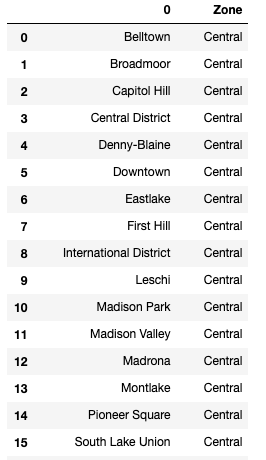 0 Zone
0 Belltown Central
1 Broadmoor Central
2 Capitol Hill Central
3 Central District Central
4 Denny-Blaine Central
5 Downtown Central
6 Eastlake Central
7 First Hill Central
8 International District Central
9 Leschi Central
10 Madison Park Central
11 Madison Valley Central
12 Madrona Central
13 Montlake Central
14 Pioneer Square Central
15 South Lake Union Central